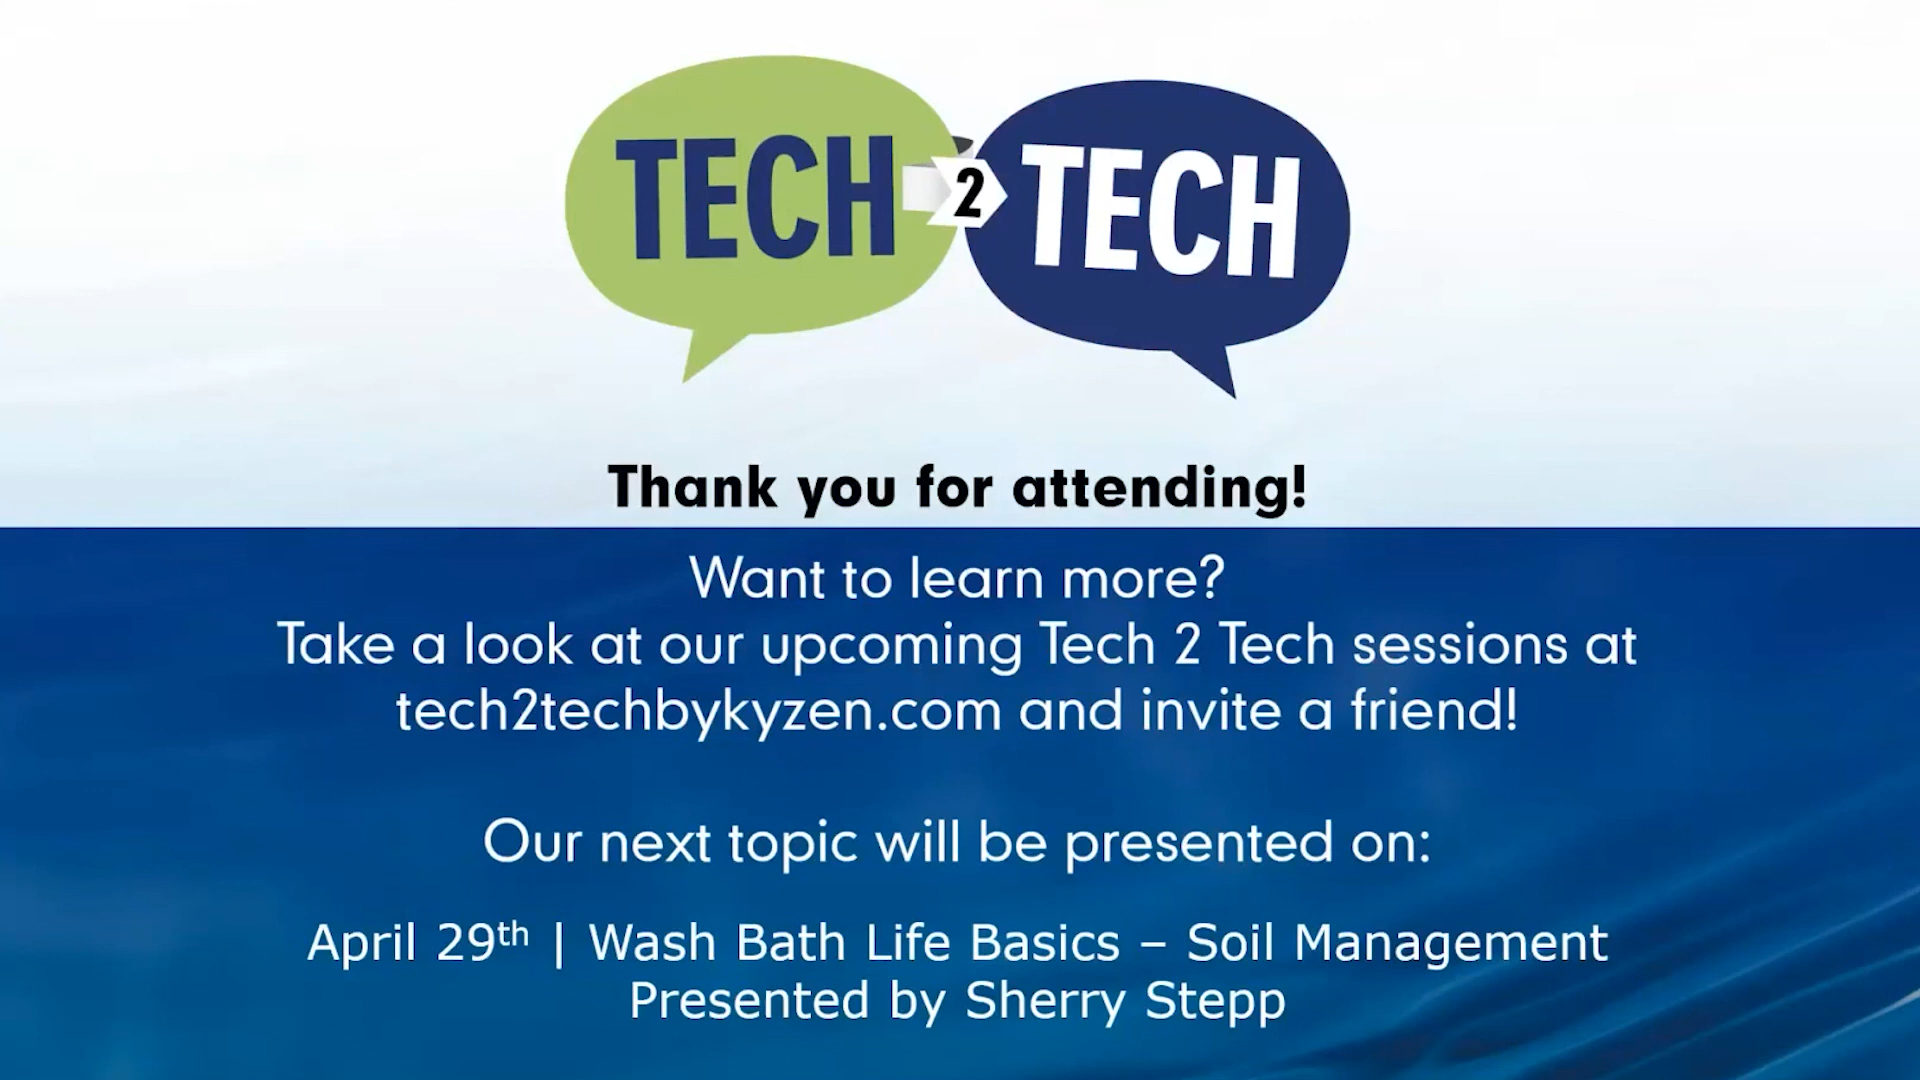 TECH 2 TECH
Thank you for attending!
Want to learn more?
Take a look at our upcoming Tech 2 Tech sessions at
tech2techbykyzen.com and invite a friend!
Our next topic will be presented on:
April 29th | Wash Bath Life Basics – Soil Management
Presented by Sherry Stepp